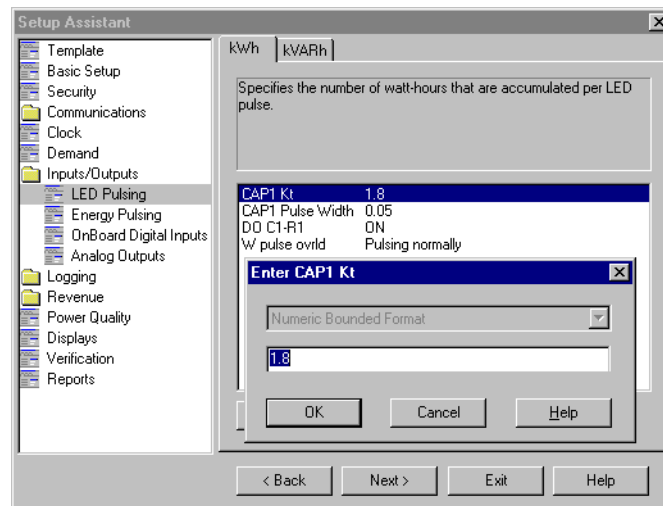 Setup Assistant
Template
Basic Setup
Security
Communications
Clock
Demand
Inputs/Outputs
LED Pulsing
Energy Pulsing
OnBoard Digital Inputs
Analog Outputs
Logging
Revenue
Power Quality
Displays
Verification
Reports
kWh
kVARh
Specifies the number of watt-hours that are accumulated per LED
pulse.
CAP1 Kt 1.8
CAP1 Pulse Width 0.05
DO C1-R1 ON
W pulse ovrld Pulsing normally
Enter CAP1 Kt
Numeric Bounded Format
1.8
OK Cancel Help
< Back Next > Exit Help